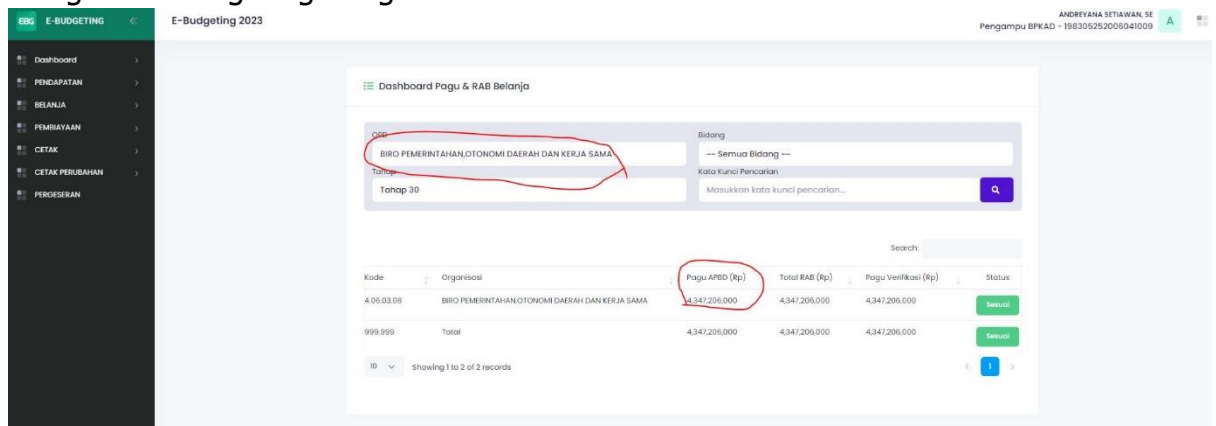 EBG E-BUDGETING
E-Budgeting 2023
ANDREYANA SETIAWAN, SE
Pengampu BPKAD - 198305252006041009
A
Dashboard
PENDAPATAN
BELANJA
PEMBIAYAAN
CETAK
CETAK PERUBAHAN
PERGESERAN
Dashboard Pagu & RAB Belanja
OPD Bidang
BIRO PEMERINTAHAN,OTONOMI DAERAH DAN KERJA SAMA -- Semua Bidang --
Tahap Kata Kunci Pencarian
Tahap 30 Masukkan kata kunci pencarian...
Search:
Kode Organisasi Pagu APBD (Rp) Total RAB (Rp) Pagu Verifikasi (Rp) Status
4.06.03.08 BIRO PEMERINTAHAN,OTONOMI DAERAH DAN KERJA SAMA 4,347,206,000 4,347,206,000 4,347,206,000 Sesuai
999.999 Total 4,347,206,000 4,347,206,000 4,347,206,000 Sesuai
10 Showing 1 to 2 of 2 records 1